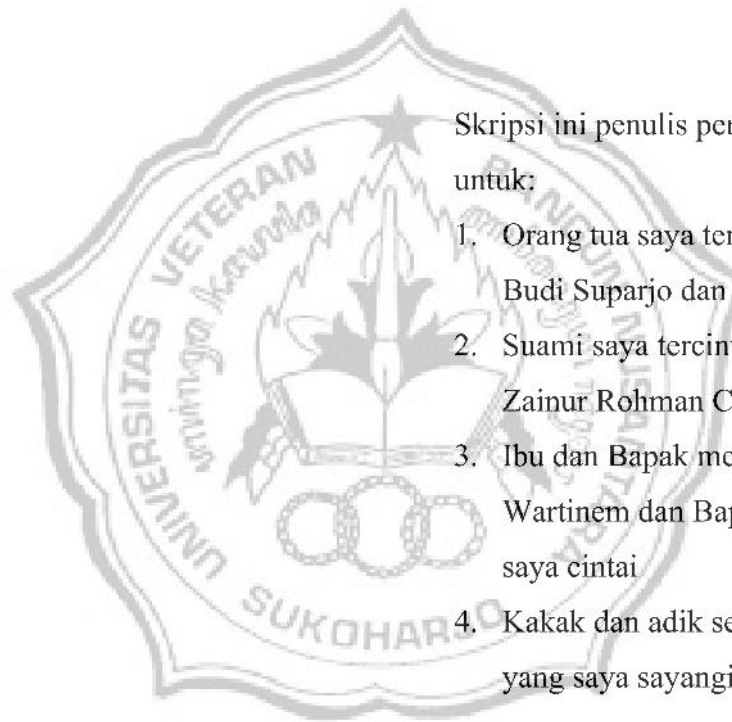 Skripsi ini penulis per
untuk:
1. Orang tua saya ter
Budi Suparjo dan
2. Suami saya tercin
Zainur Rohman C
3. Ibu dan Bapak me
Wartinem dan Bap
saya cintai
4. Kakak dan adik se
yang saya sayangi
UNIVERSITAS VETERAN BANGUN NUSANTARA
SUKOHARJO